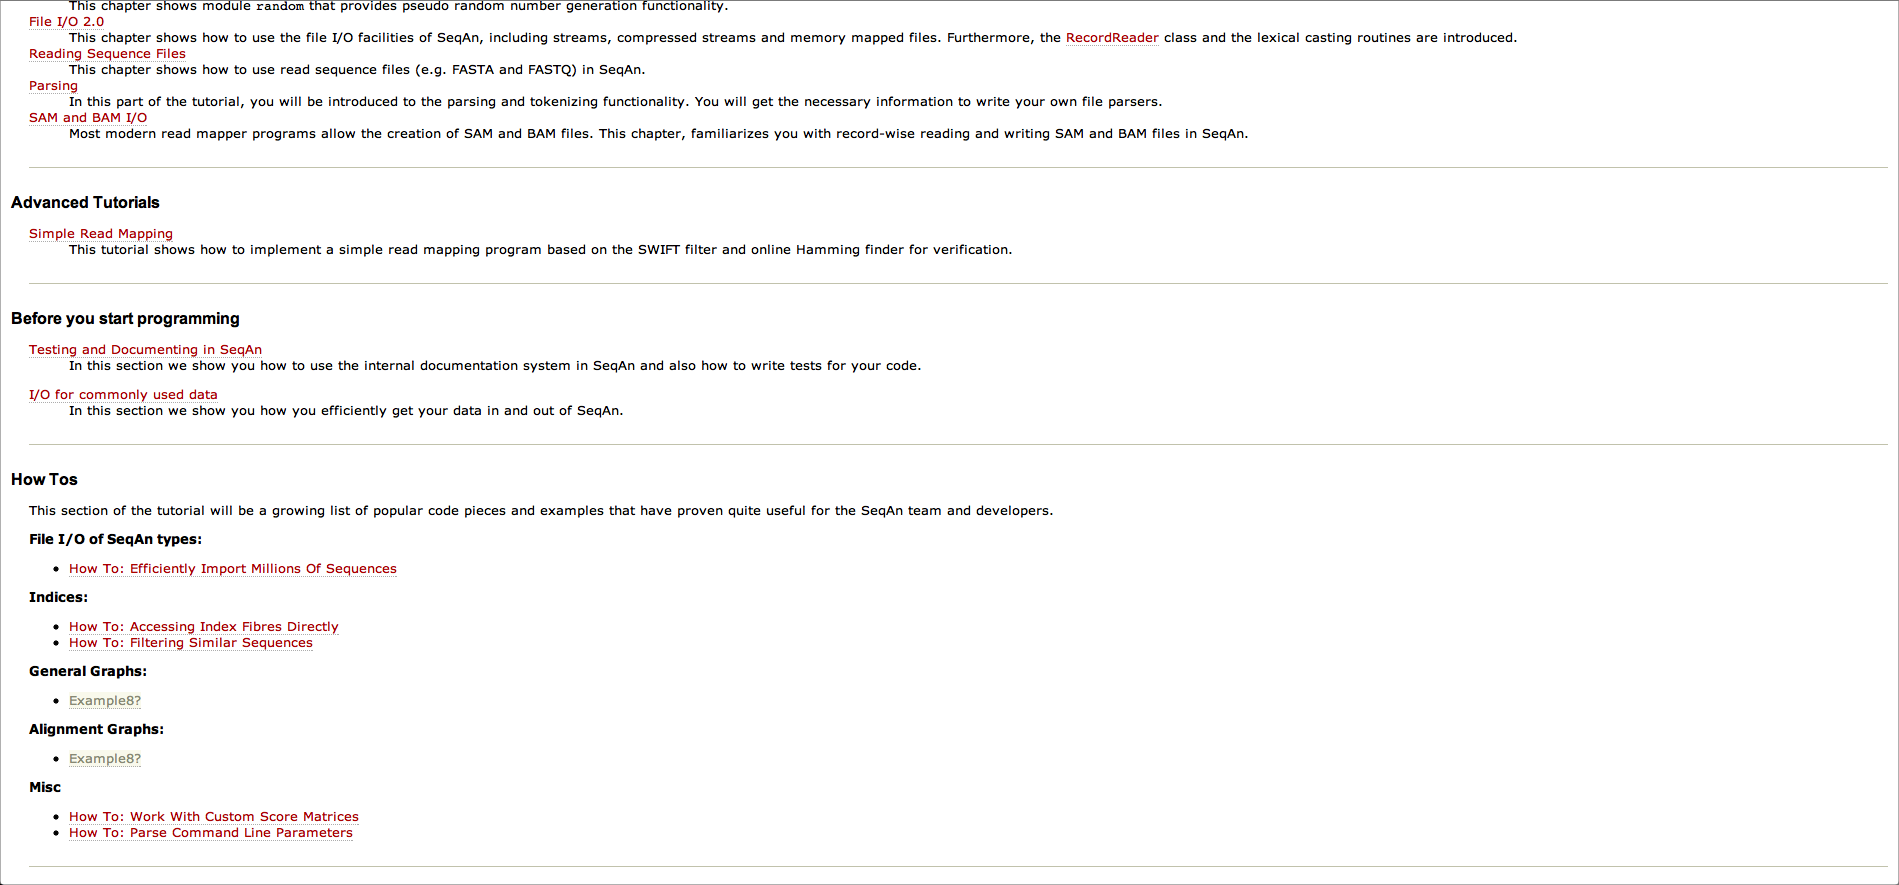 This chapter shows module random that provides pseudo random number generation functionality.
File I/O 2.0
This chapter shows how to use the file I/O facilities of SeqAn, including streams, compressed streams and memory mapped files. Furthermore, the RecordReader class and the lexical casting routines are introduced.
Reading Sequence Files
This chapter shows how to use read sequence files (e.g. FASTA and FASTQ) in SeqAn.
Parsing
In this part of the tutorial, you will be introduced to the parsing and tokenizing functionality. You will get the necessary information to write your own file parsers.
SAM and BAM I/O
Most modern read mapper programs allow the creation of SAM and BAM files. This chapter, familiarizes you with record-wise reading and writing SAM and BAM files in SeqAn.
Advanced Tutorials
Simple Read Mapping
This tutorial shows how to implement a simple read mapping program based on the SWIFT filter and online Hamming finder for verification.
Before you start programming
Testing and Documenting in SeqAn
In this section we show you how to use the internal documentation system in SeqAn and also how to write tests for your code.
I/O for commonly used data
In this section we show you how you efficiently get your data in and out of SeqAn.
How Tos
This section of the tutorial will be a growing list of popular code pieces and examples that have proven quite useful for the SeqAn team and developers.
File I/O of SeqAn types:
• How To: Efficiently Import Millions Of Sequences
Indices:
• How To: Accessing Index Fibres Directly
• How To: Filtering Similar Sequences
General Graphs:
• Example8?
Alignment Graphs:
• Example8?
Misc
• How To: Work With Custom Score Matrices
• How To: Parse Command Line Parameters